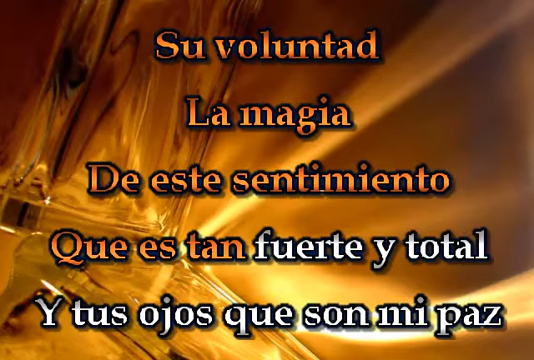 Su voluntad
La magia
De este sentimiento
Que es tan fuerte y total
Y tus ojos que son mi paz